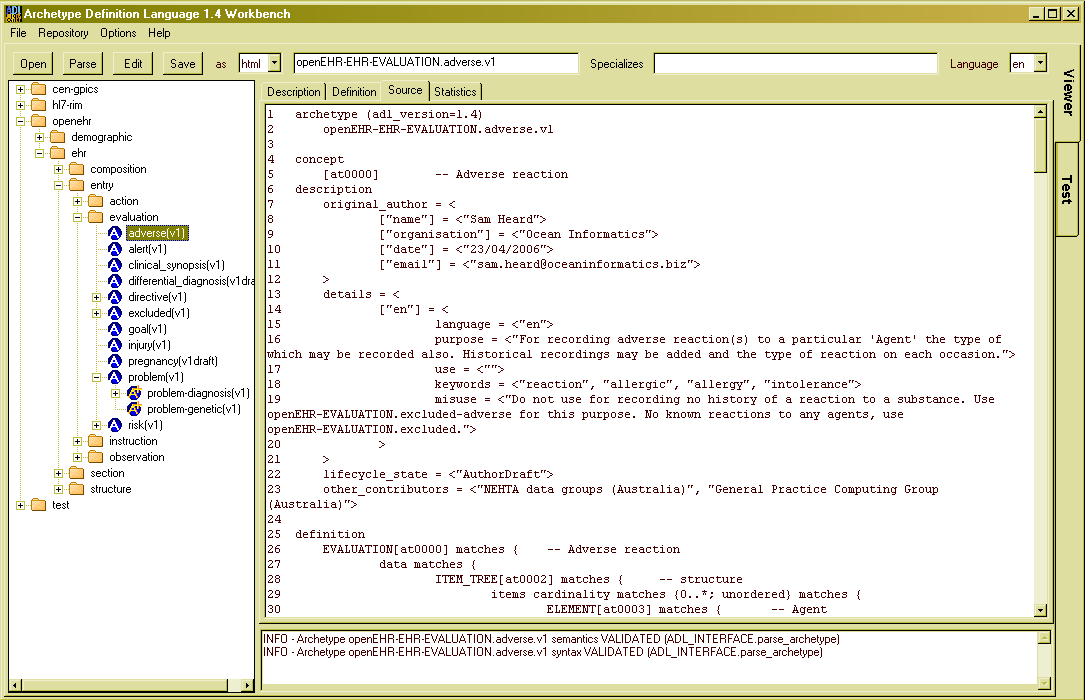 Archetype Definition Language 1.4 Workbench
File Repository Options Help
Open Parse Edit Save as html openEHR-EHR-EVALUATION.adverse.v1 Specializes Language en
cen-gpics
hl7-rim
openehr
demographic
ehr
composition
entry
action
evaluation
adverse(v1)
alert(v1)
clinical_synopsis(v1)
differential_diagnosis(v1dra
directive(v1)
excluded(v1)
goal(v1)
injury(v1)
pregnancy(v1draft)
problem(v1)
problem-diagnosis(v1)
problem-genetic(v1)
risk(v1)
instruction
observation
section
structure
test
Description Definition Source Statistics
1 archetype (adl_version=1.4)
2 openEHR-EHR-EVALUATION.adverse.v1
3
4 concept
5 [at0000] -- Adverse reaction
6 description
7 original_author = <
8 ["name"] = <"Sam Heard">
9 ["organisation"] = <"Ocean Informatics">
10 ["date"] = <"23/04/2006">
11 ["email"] = <"sam.heard@oceaninformatics.biz">
12 >
13 details = <
14 ["en"] = <
15 language = <"en">
16 purpose = <"For recording adverse reaction(s) to a particular 'Agent' the type of
which may be recorded also. Historical recordings may be added and the type of reaction on each occasion.">
17 use = <"">
18 keywords = <"reaction", "allergic", "allergy", "intolerance">
19 misuse = <"Do not use for recording no history of a reaction to a substance. Use
openEHR-EVALUATION.excluded-adverse for this purpose. No known reactions to any agents, use
openEHR-EVALUATION.excluded.">
20 >
21 >
22 lifecycle_state = <"AuthorDraft">
23 other_contributors = <"NEHTA data groups (Australia)", "General Practice Computing Group
(Australia)">
24
25 definition
26 EVALUATION[at0000] matches { -- Adverse reaction
27 data matches {
28 ITEM_TREE[at0002] matches { -- structure
29 items cardinality matches {0..*; unordered} matches {
30 ELEMENT[at0003] matches { -- Agent
INFO - Archetype openEHR-EHR-EVALUATION.adverse.v1 semantics VALIDATED (ADL_INTERFACE.parse_archetype)
INFO - Archetype openEHR-EHR-EVALUATION.adverse.v1 syntax VALIDATED (ADL_INTERFACE.parse_archetype)
Viewer
Test